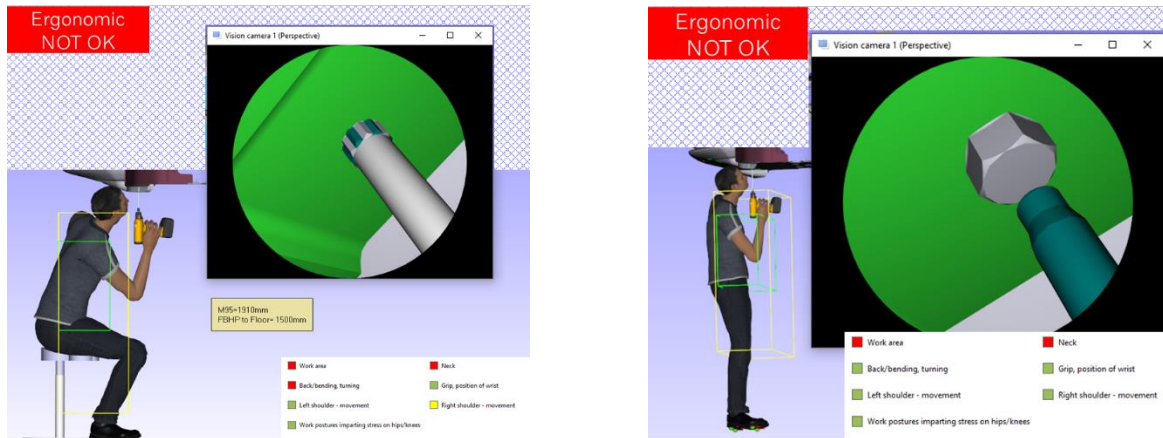 Ergonomic
NOT OK
Vision camera 1 (Perspective)
M95=1910mm
FBHP to Floor= 1500mm
Work area
Neck
Back/bending, turning
Grip, position of wrist
Left shoulder - movement
Right shoulder - movement
Work postures imparting stress on hips/knees
Ergonomic
NOT OK
Vision camera 1 (Perspective)
Work area
Neck
Back/bending, turning
Grip, position of wrist
Left shoulder - movement
Right shoulder - movement
Work postures imparting stress on hips/knees